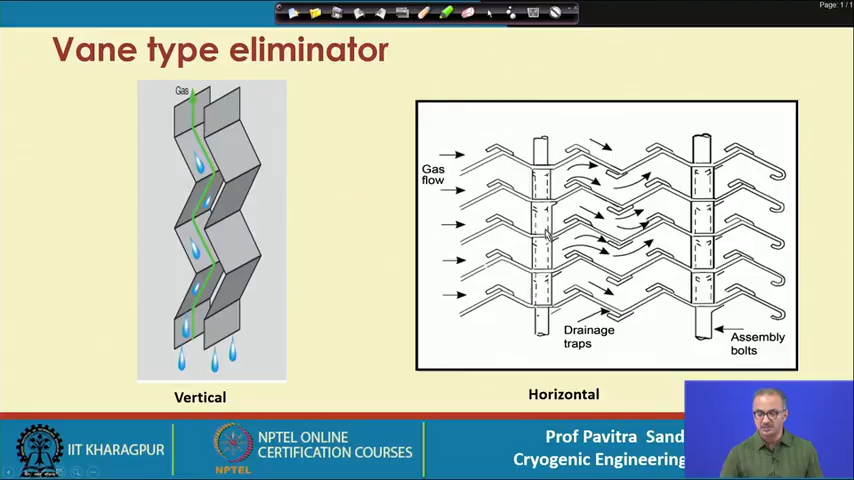 Page: 1 / 1
Vane type eliminator
Gas
Gas
flow
Drainage
traps
Assembly
bolts
Vertical
Horizontal
IIT KHARAGPUR
NPTEL
NPTEL ONLINE
CERTIFICATION COURSES
Prof Pavitra Sand
Cryogenic Engineering